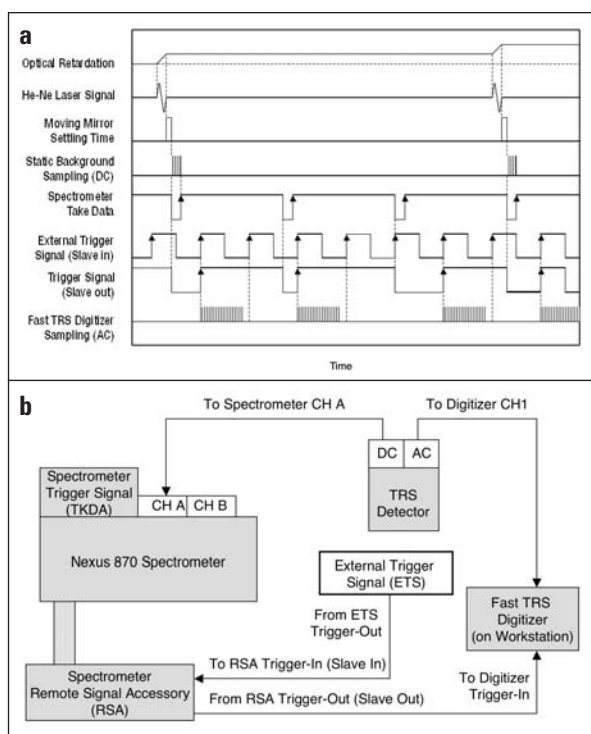 a
Optical Retardation
He-Ne Laser Signal
Moving Mirror
Settling Time
Static Background
Sampling (DC)
Spectrometer
Take Data
External Trigger
Signal (Slave in)
Trigger Signal
(Slave out)
Fast TRS Digitizer
Sampling (AC)
Time
b
To Spectrometer CH A
To Digitizer CH1
DC
AC
TRS
Detector
Spectrometer
Trigger Signal
(TKDA)
CH A
CH B
Nexus 870 Spectrometer
External Trigger
Signal (ETS)
From ETS
Trigger-Out
Fast TRS
Digitizer
(on Workstation)
To RSA Trigger-In (Slave In)
Spectrometer
Remote Signal Accessory
(RSA)
From RSA Trigger-Out (Slave Out)
To Digitizer
Trigger-In